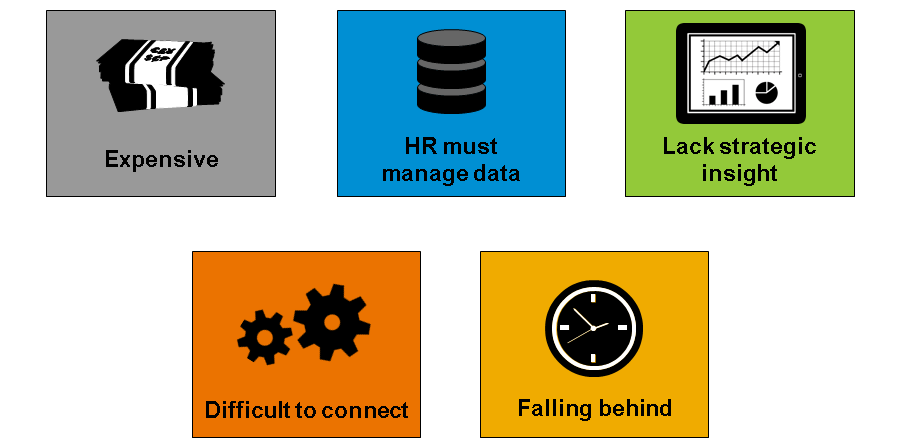 Expensive
HR must
manage data
Lack strategic
insight
Difficult to connect
Falling behind